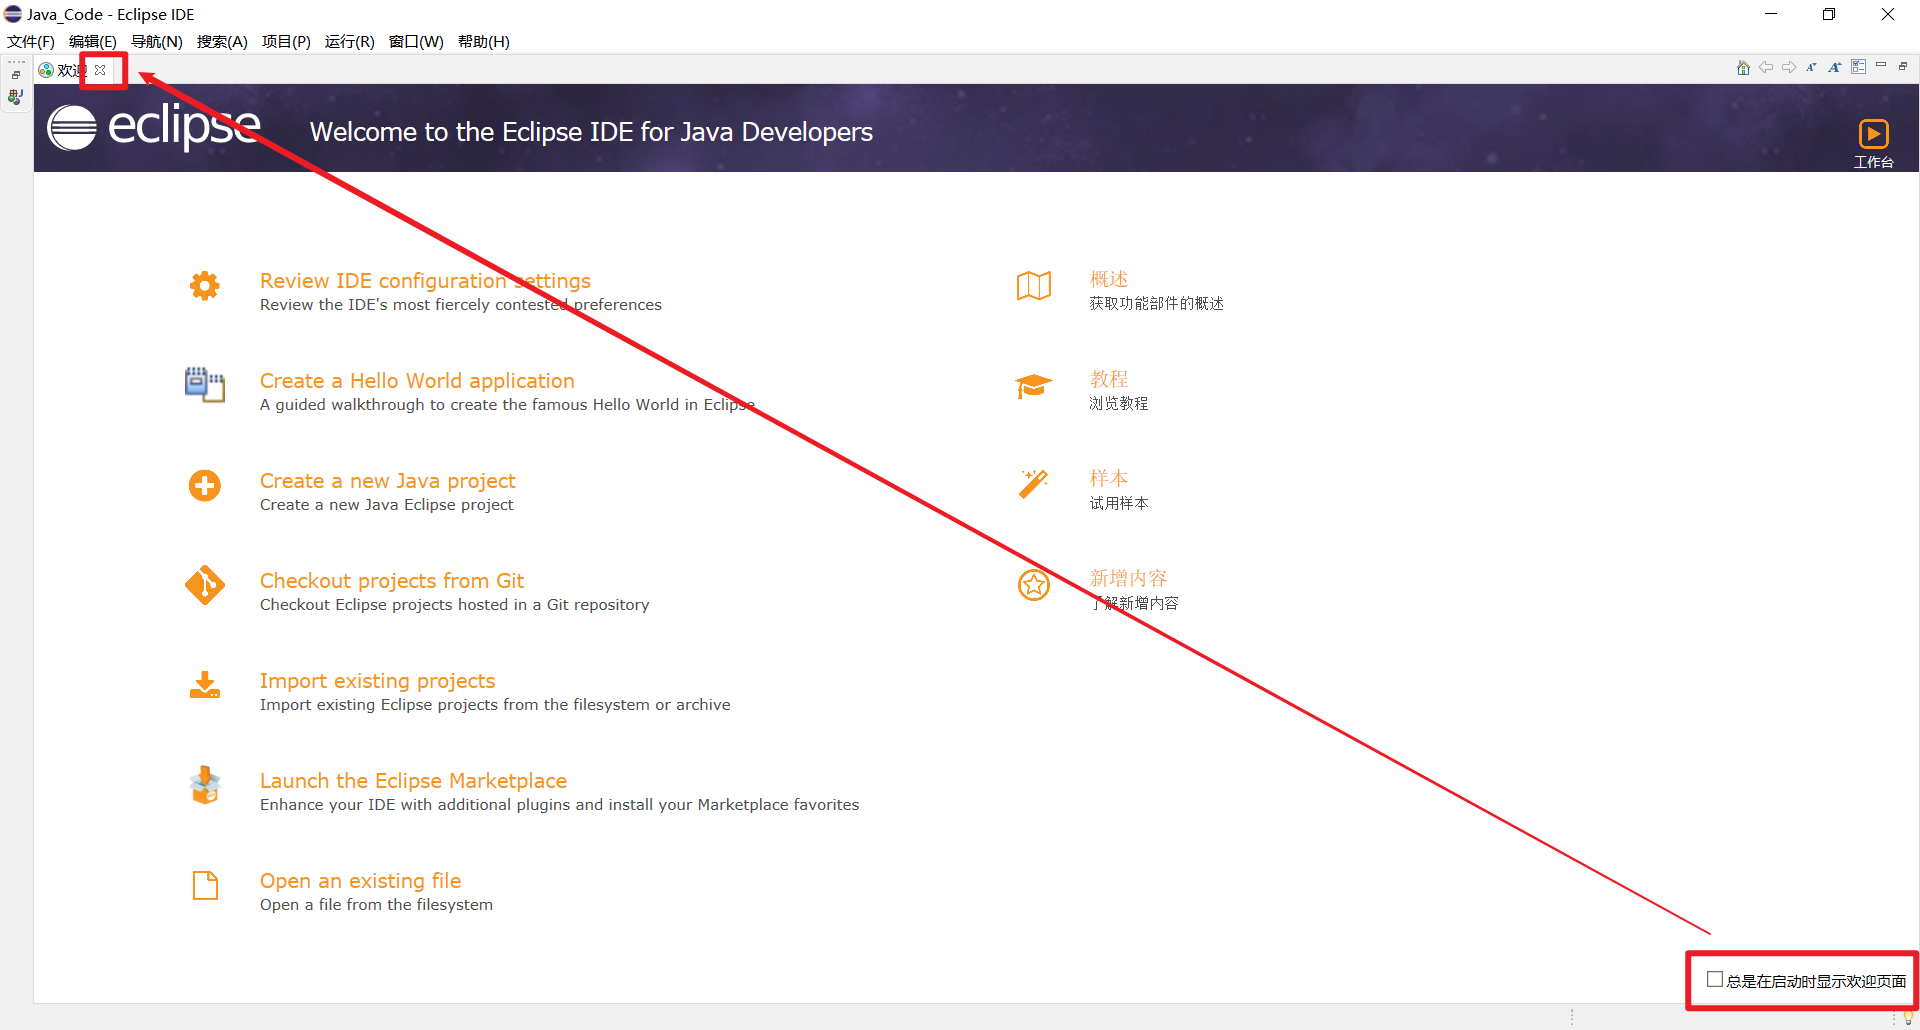 Java_Code - Eclipse IDE
文件(F) 编辑(E) 导航(N) 搜索(A) 项目(P) 运行(R) 窗口(W) 帮助(H)
欢迎
eclipse
Welcome to the Eclipse IDE for Java Developers
工作台
Review IDE configuration settings
Review the IDE's most fiercely contested preferences
Create a Hello World application
A guided walkthrough to create the famous Hello World in Eclipse
Create a new Java project
Create a new Java Eclipse project
Checkout projects from Git
Checkout Eclipse projects hosted in a Git repository
Import existing projects
Import existing Eclipse projects from the filesystem or archive
Launch the Eclipse Marketplace
Enhance your IDE with additional plugins and install your Marketplace favorites
Open an existing file
Open a file from the filesystem
概述
获取功能部件的概述
教程
浏览教程
样本
试用样本
新增内容
了解新增内容
总是在启动时显示欢迎页面